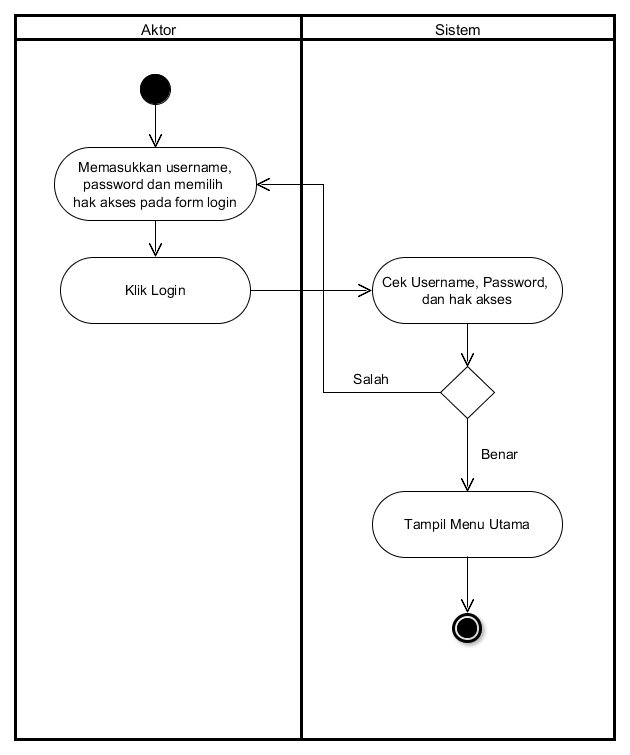 Aktor
Sistem
Memasukkan username,
password dan memilih
hak akses pada form login
Klik Login
Cek Username, Password,
dan hak akses
Salah
Benar
Tampil Menu Utama